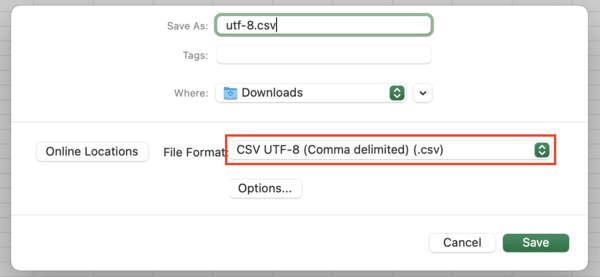 Save As: utf-8.csv
Tags:
Where: Downloads
Online Locations File Format: CSV UTF-8 (Comma delimited) (.csv)
Options...
Cancel Save